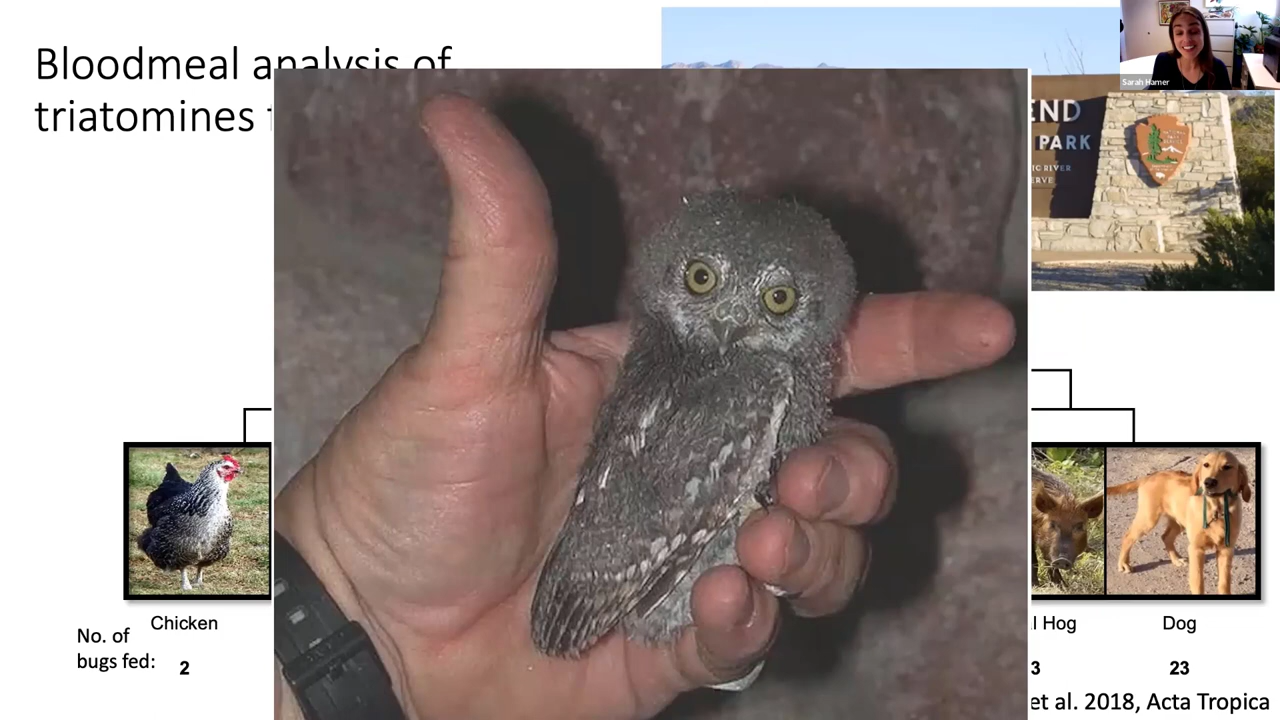 Bloodmeal analysis of
triatomines
END
PARK
Sarah Hamer
Chicken
No. of
bugs fed:
2
l Hog
3
Dog
23
et al. 2018, Acta Tropica